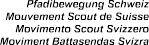 Pfadibewegung Schweiz
Mouvement Scout de Suisse
Movimento Scout Svizzero
Moviment Battasendas Svizra